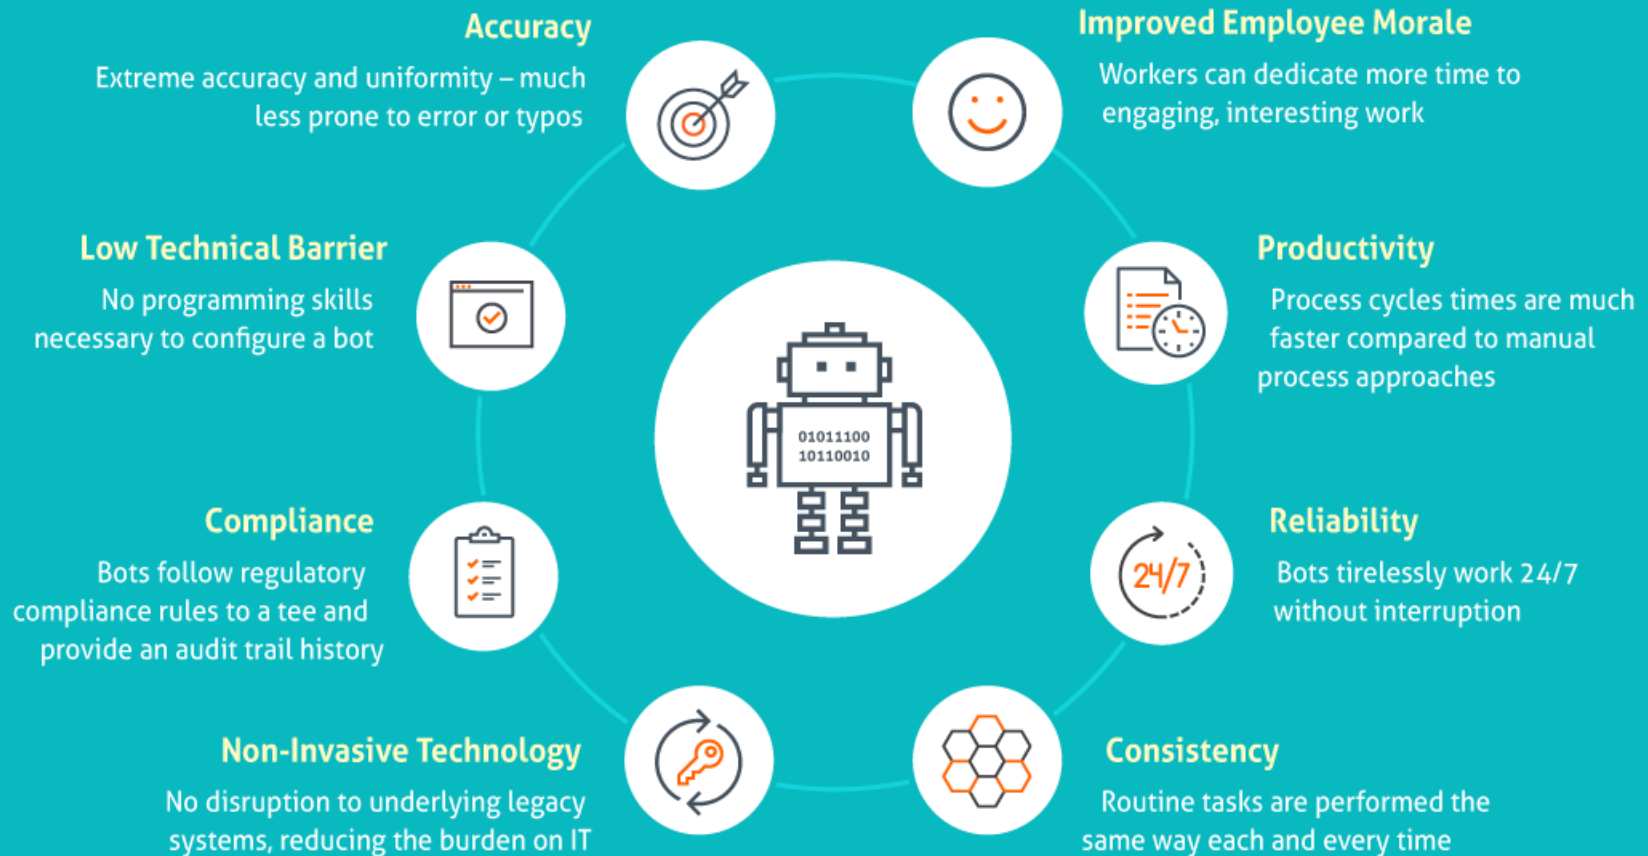 Accuracy
Extreme accuracy and uniformity – much
less prone to error or typos
Improved Employee Morale
Workers can dedicate more time to
engaging, interesting work
Low Technical Barrier
No programming skills
necessary to configure a bot
Productivity
Process cycles times are much
faster compared to manual
process approaches
01011100
10110010
Compliance
Bots follow regulatory
compliance rules to a tee and
provide an audit trail history
Reliability
24/7
Bots tirelessly work 24/7
without interruption
Non-Invasive Technology
No disruption to underlying legacy
systems, reducing the burden on IT
Consistency
Routine tasks are performed the
same way each and every time